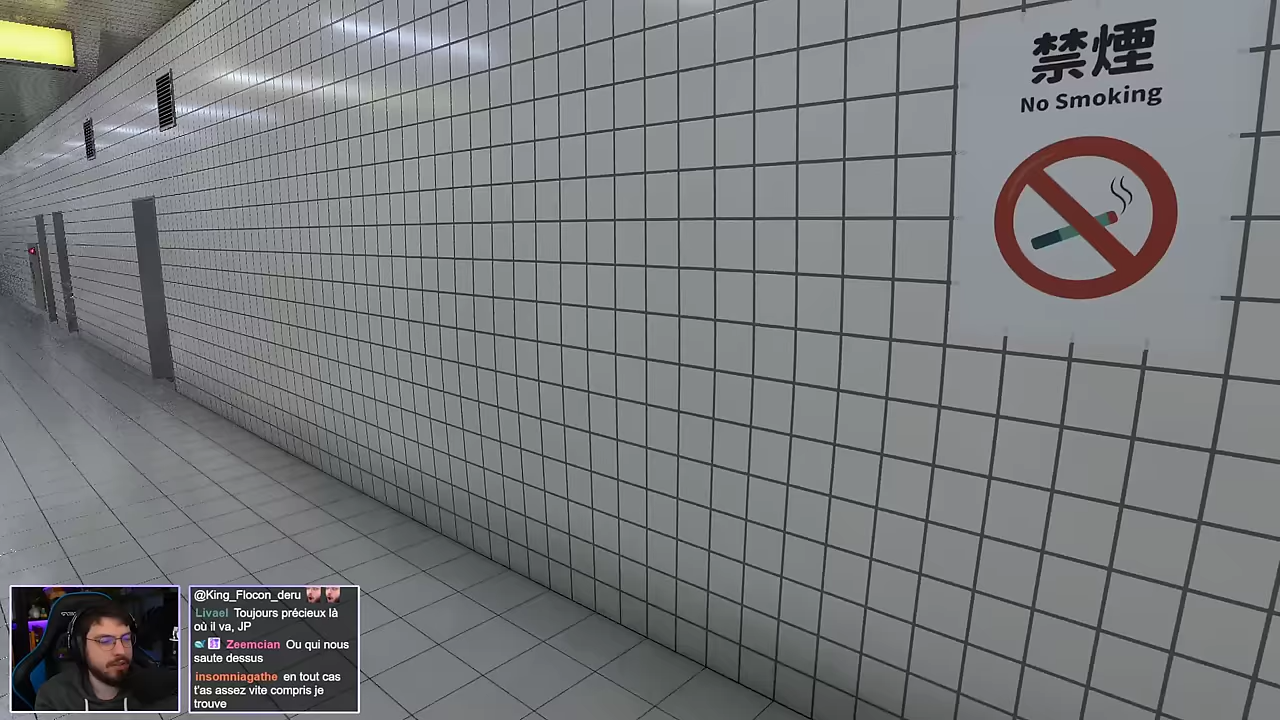 禁煙
No Smoking
@King_Flocon_deru
Livael Toujours précieux là
où il va, JP
Zeemcian Ou qui nous
saute dessus
insomniagathe en tout cas
t'as assez vite compris je
trouve